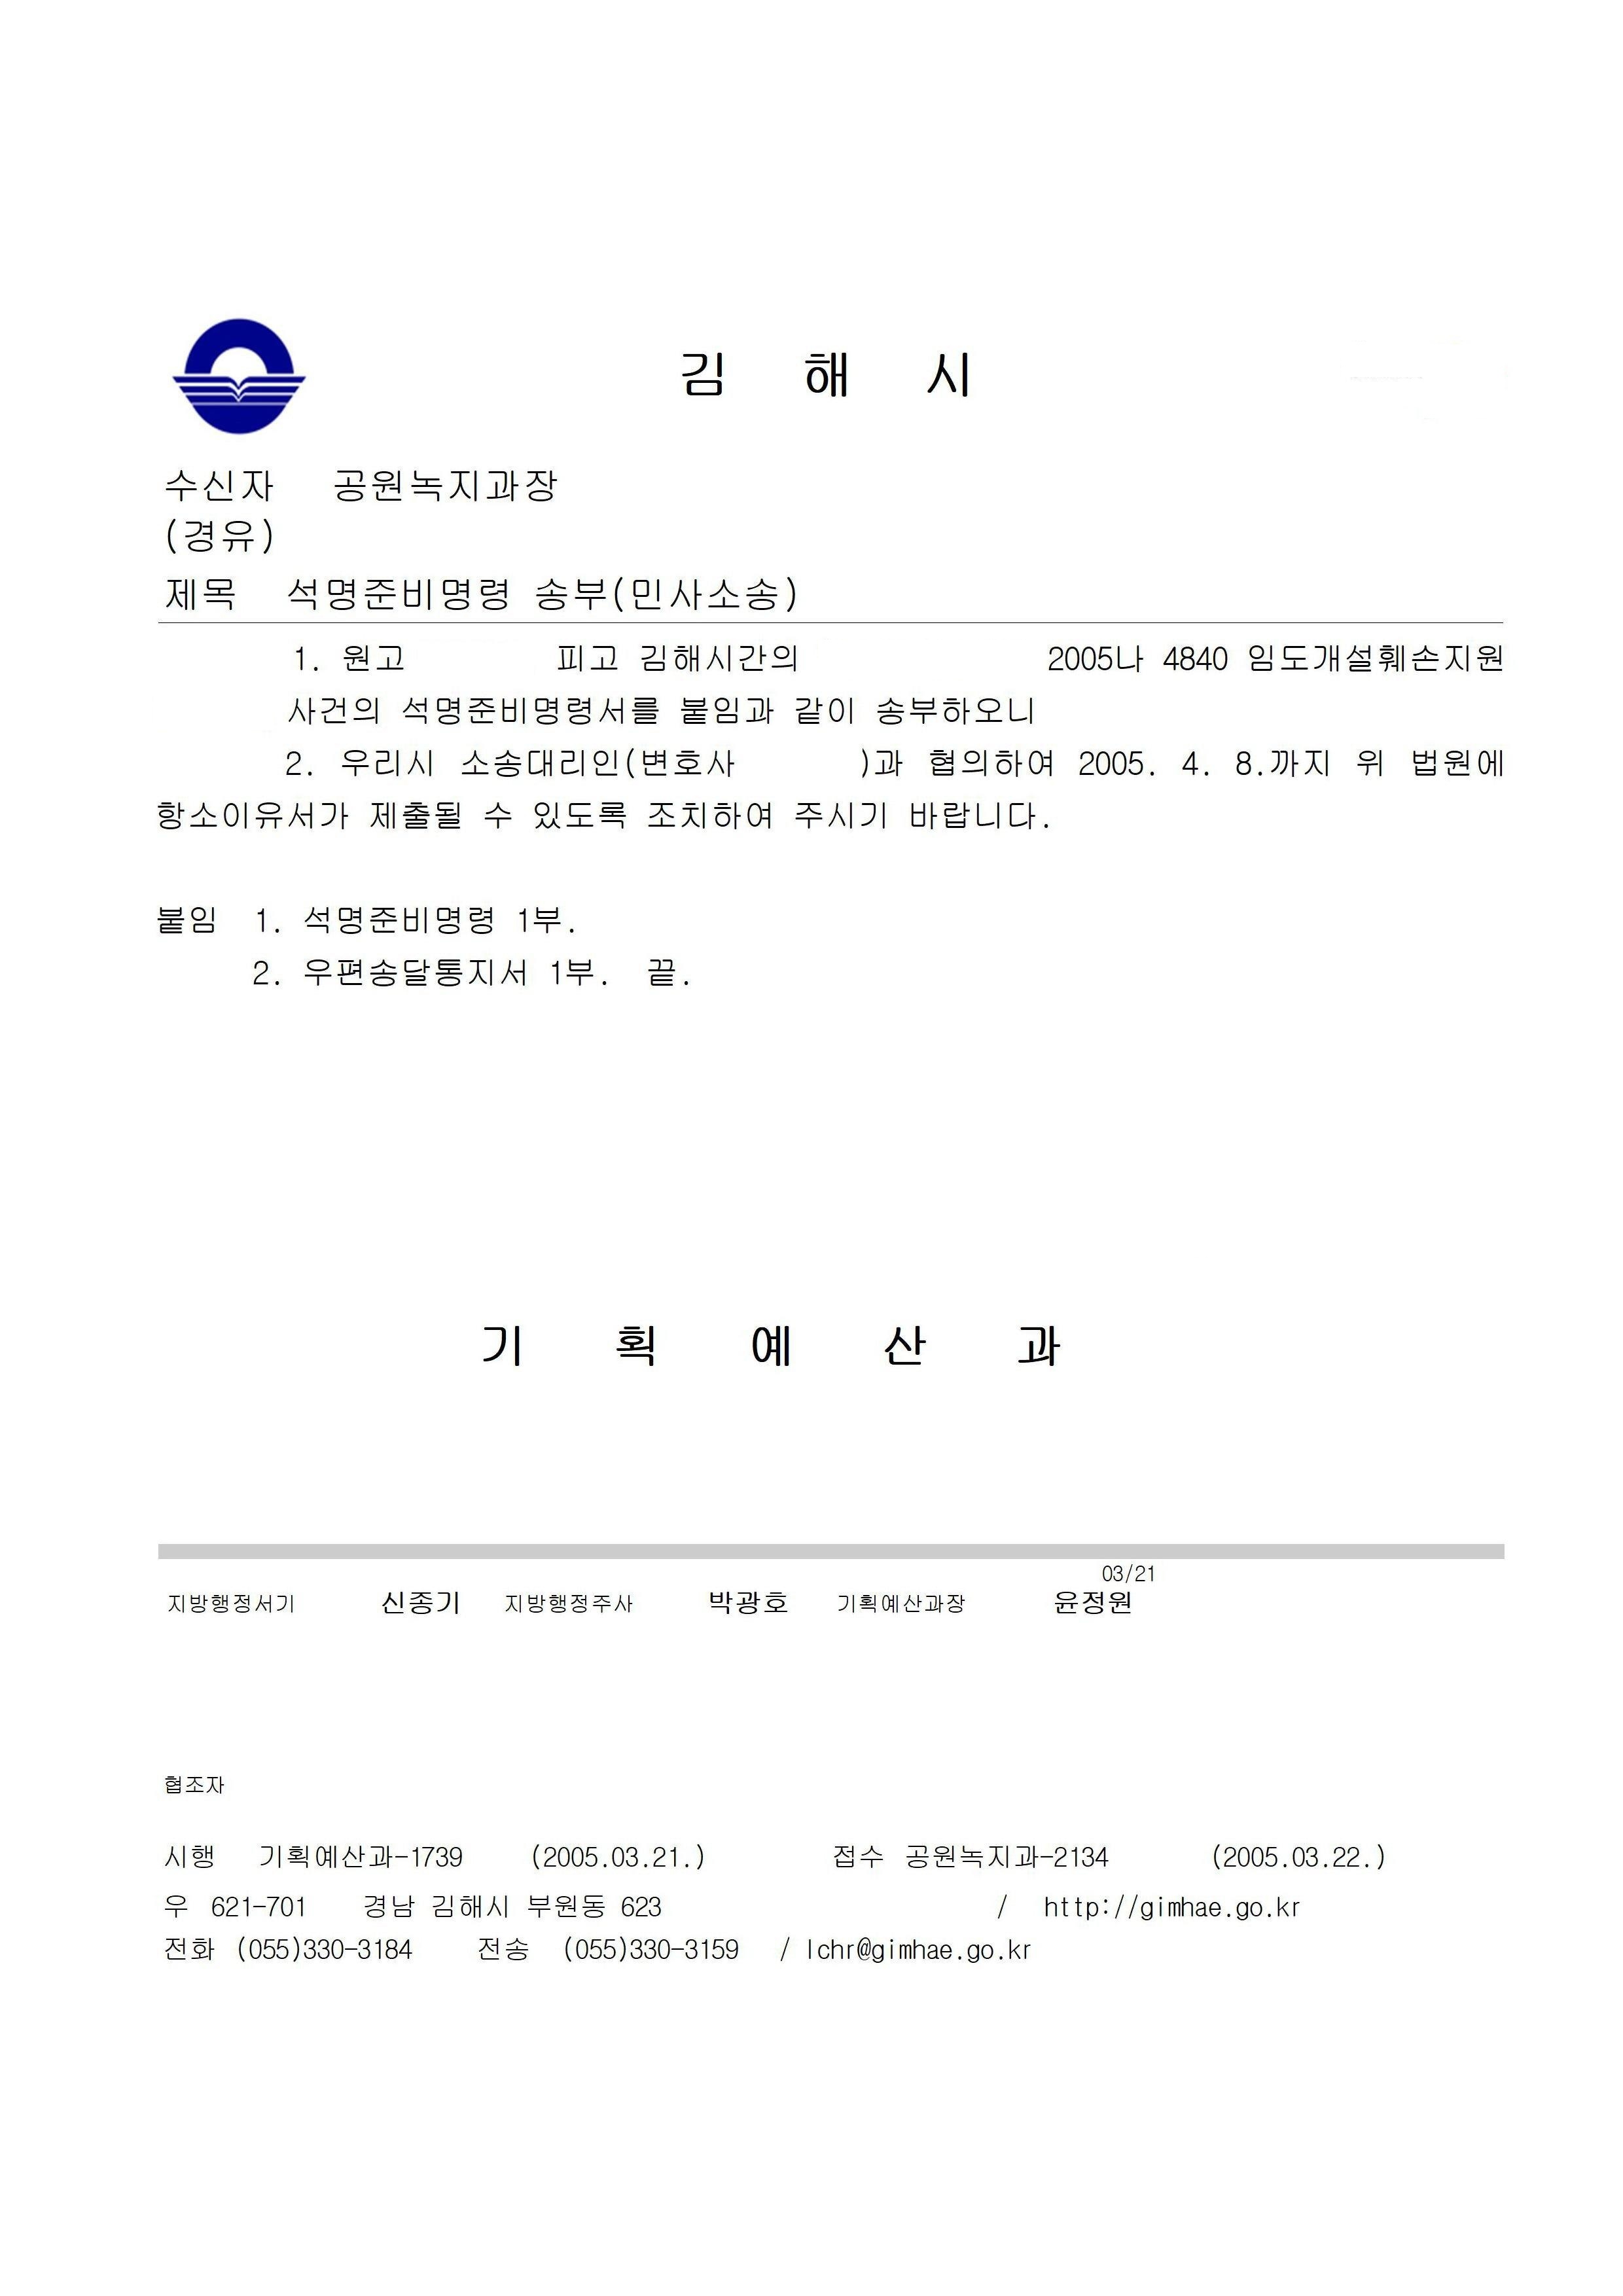 김 해 시
수신자 공원녹지과장
(경유)
제목 석명준비명령 송부(민사소송)
1. 원고 피고 김해시간의 2005나 4840 임도개설훼손지원
사건의 석명준비명령서를 붙임과 같이 송부하오니
2. 우리시 소송대리인(변호사 )과 협의하여 2005. 4. 8.까지 위 법원에
항소이유서가 제출될 수 있도록 조치하여 주시기 바랍니다.
붙임 1. 석명준비명령 1부.
2. 우편송달통지서 1부. 끝.
기 획 예 산 과
03/21
지방행정서기 신종기 지방행정주사 박광호 기획예산과장 윤정원
협조자
시행 기획예산과-1739 (2005.03.21.) 접수 공원녹지과-2134 (2005.03.22.)
우 621-701 경남 김해시 부원동 623 / http://gimhae.go.kr
전화 (055)330-3184 전송 (055)330-3159 / lchr@gimhae.go.kr